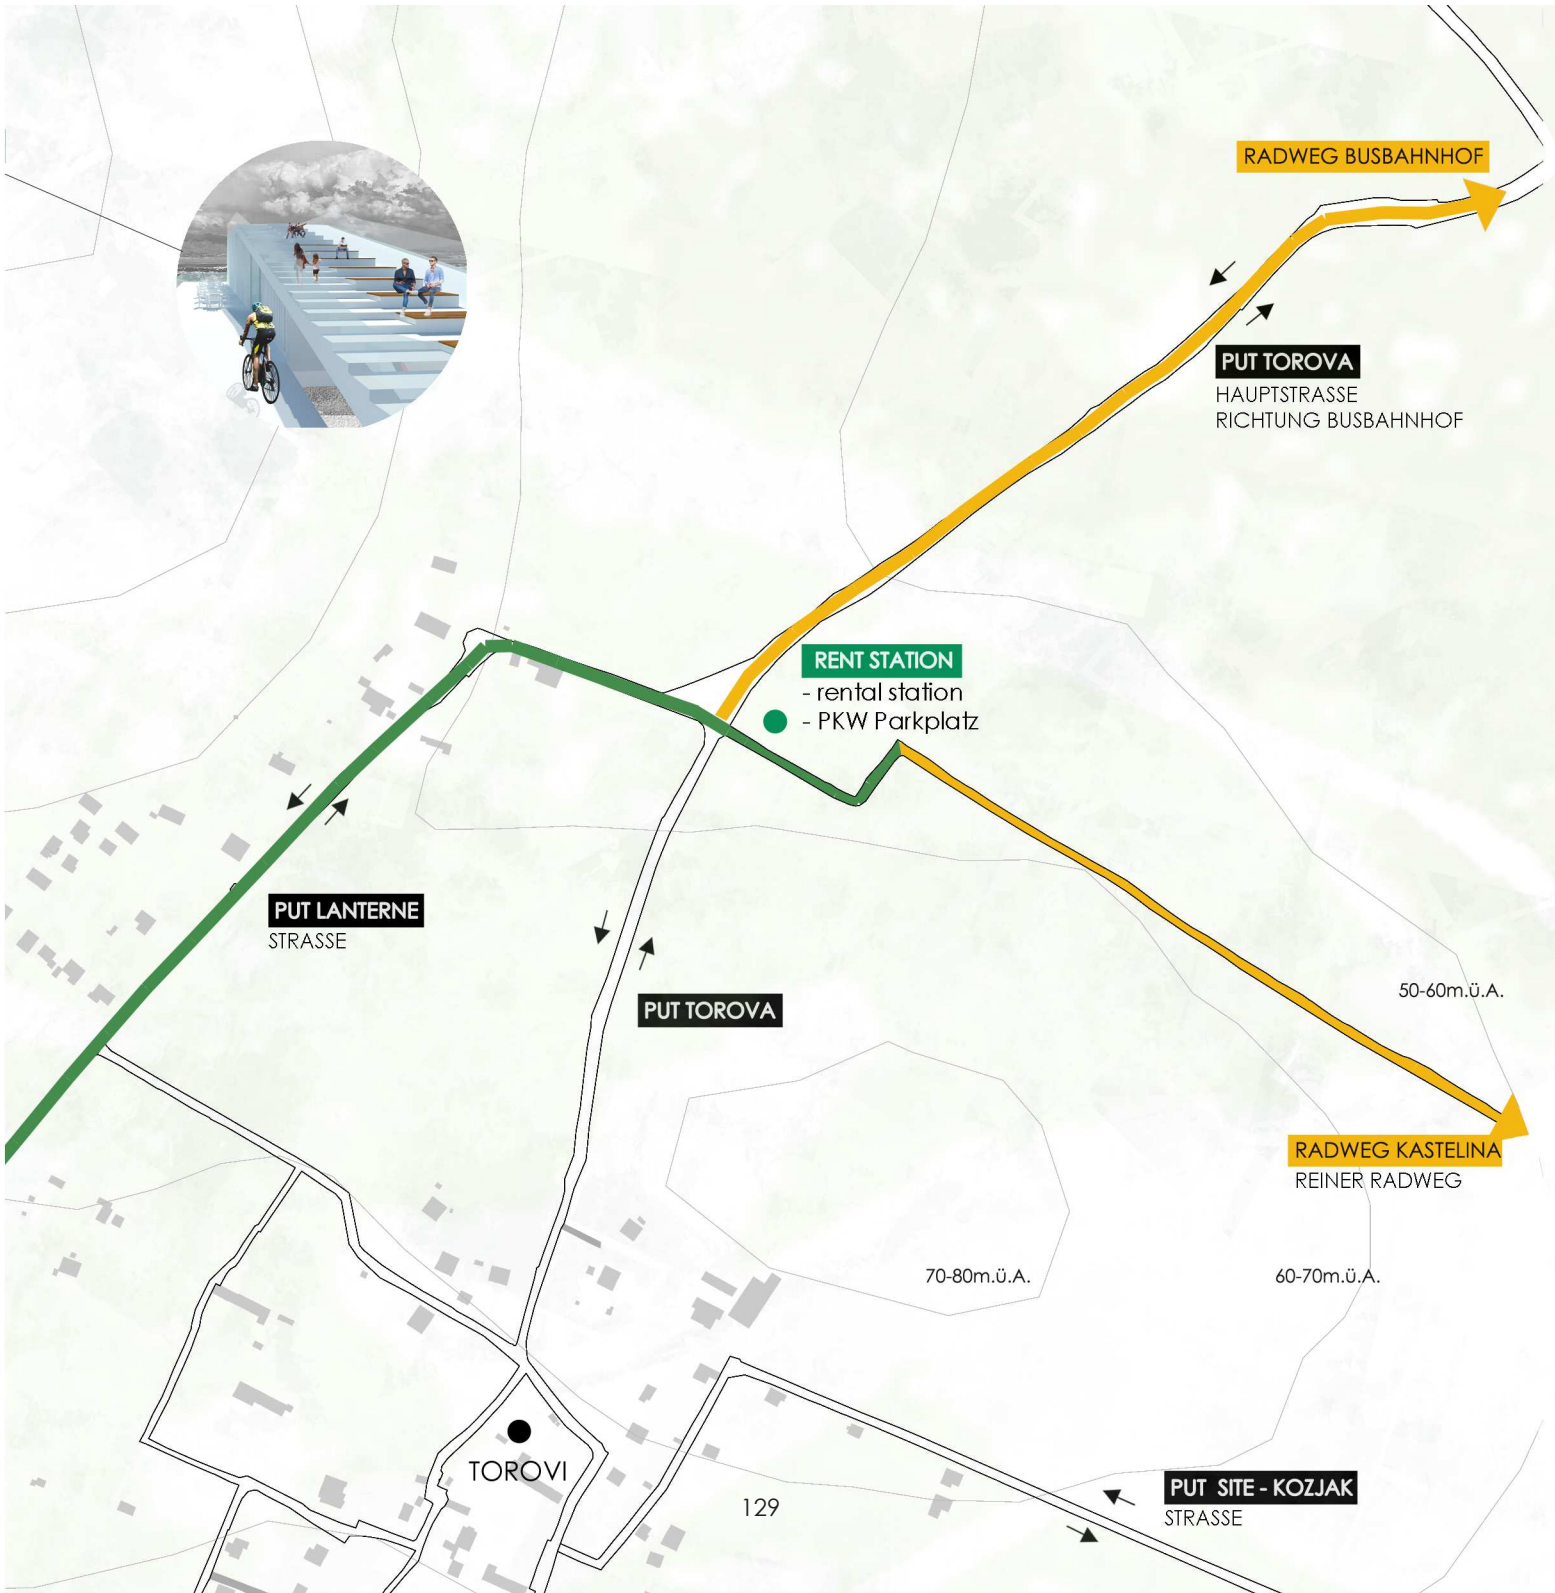 RADWEG BUSBAHNHOF
PUT TOROVA
HAUPTSTRASSE
RICHTUNG BUSBAHNHOF
RENT STATION
- rental station
- PKW Parkplatz
PUT LANTERNE
STRASSE
PUT TOROVA
50-60m.ü.A.
RADWEG KASTELINA
REINER RADWEG
70-80m.ü.A.
60-70m.ü.A.
TOROVI
129
PUT SITE - KOZJAK
STRASSE